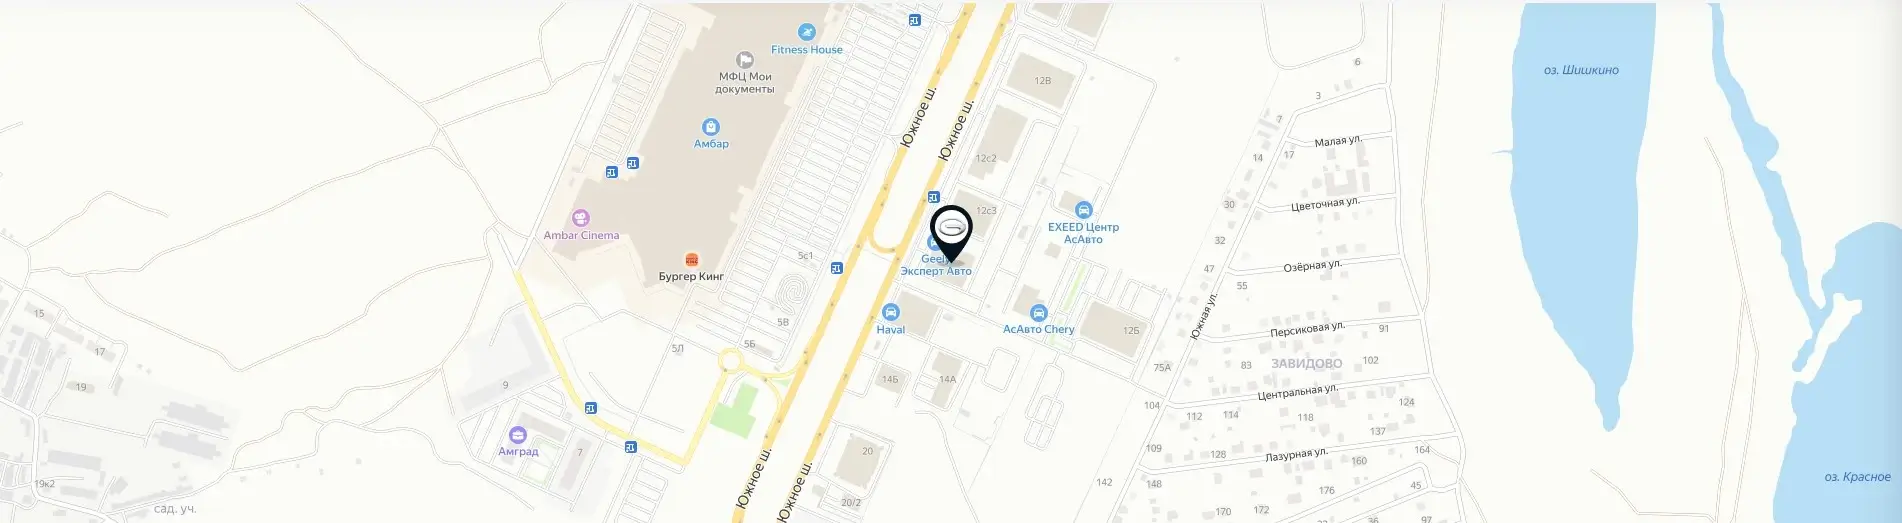 Fitness House
МФЦ Мои
документы
Амбар
Ambar Cinema
Бургер Кинг
5с1
5В
5Б
5Л
9
7
Амград
15
17
19
19к2
сад. уч.
Южное ш.
Южное ш.
Южное ш.
Южное ш.
12В
12с2
12с3
Geely
Эксперт Авто
EXEED Центр
АсАвто
Haval
АсАвто Chery
12Б
14Б
14А
20
20/2
6
3
7
Малая ул.
14
17
30
Цветочная ул.
32
47
Озёрная ул.
55
Южная ул.
Персиковая ул.
91
75А
83
ЗАВИДОВО
102
Центральная ул.
104
112
114
118
124
137
109
128
Лазурная ул.
160
164
142
148
170
172
176
45
оз. Шишкино
оз. Красное